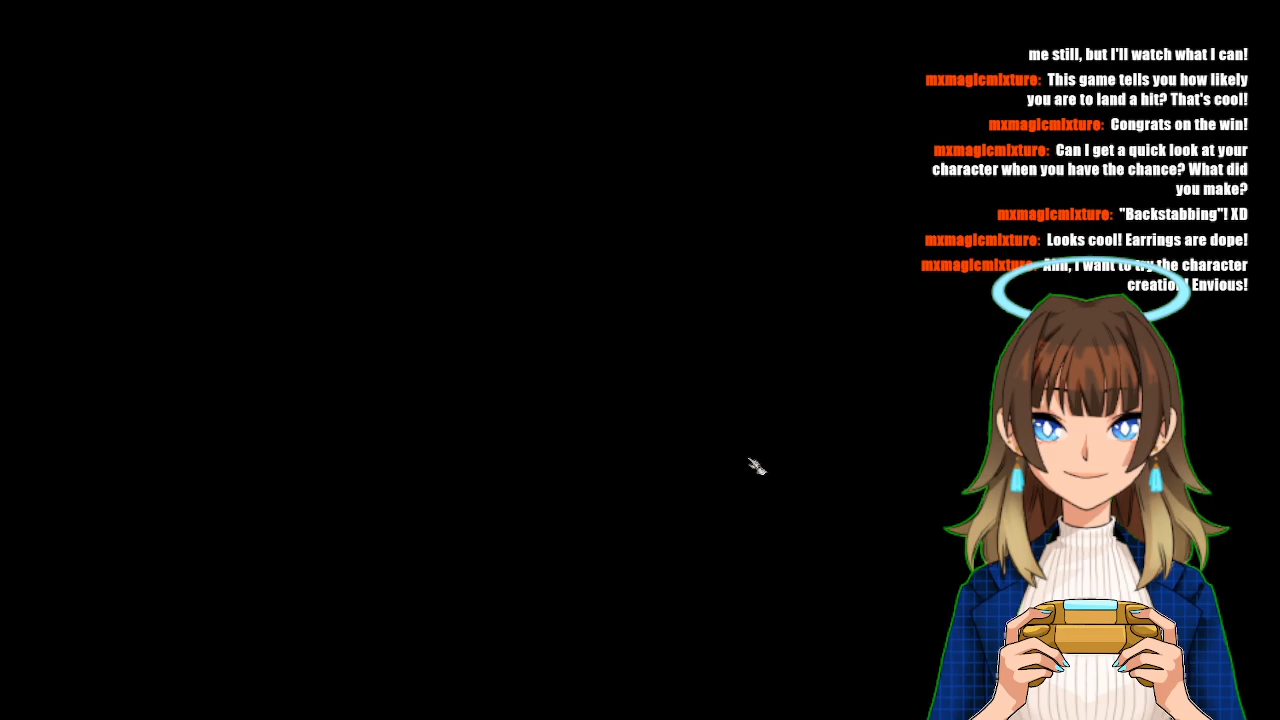 me still, but I'll watch what I can!
mxmagicmixture: This game tells you how likely
you are to land a hit? That's cool!
mxmagicmixture: Congrats on the win!
mxmagicmixture: Can I get a quick look at your
character when you have the chance? What did
you make?
mxmagicmixture: "Backstabbing"! XD
mxmagicmixture: Looks cool! Earrings are dope!
mxmagicmixture: Ahh, I want to try the character
creation! Envious!